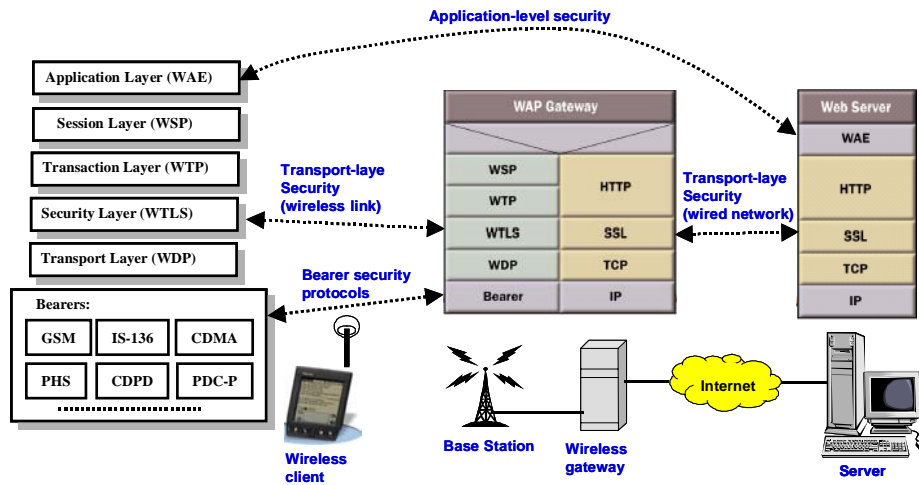 Application-level security
Application Layer (WAE)
Session Layer (WSP)
Transaction Layer (WTP)
Security Layer (WTLS)
Transport Layer (WDP)
Bearers:
GSM
IS-136
CDMA
PHS
CDPD
PDC-P
Transport-laye
Security
(wireless link)
Bearer security
protocols
WAP Gateway
WSP
WTP
WTLS
WDP
Bearer
HTTP
SSL
TCP
IP
Transport-laye
Security
(wired network)
Web Server
WAE
HTTP
SSL
TCP
IP
Wireless
client
Base Station
Wireless
gateway
Internet
Server